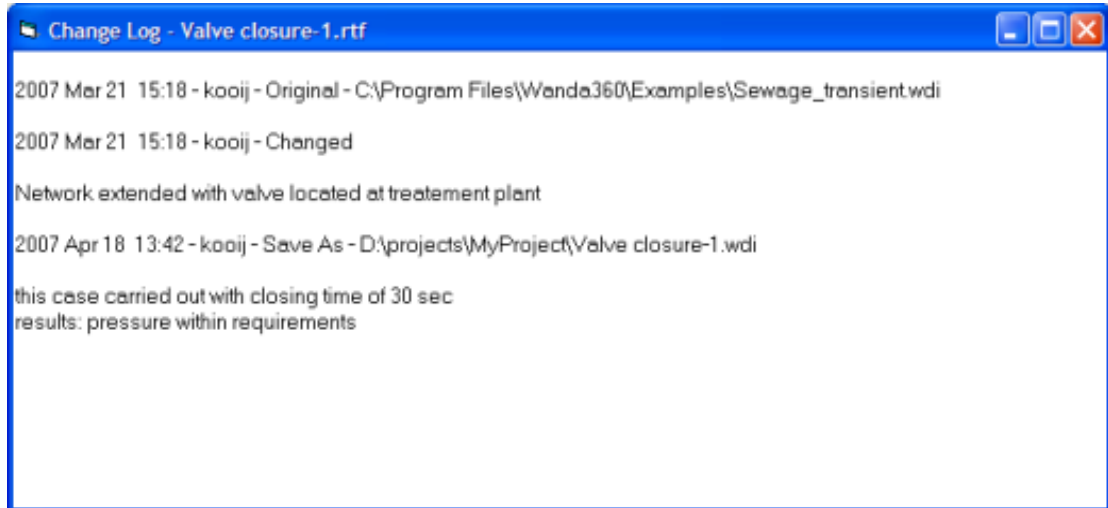 Change Log - Valve closure-1.rtf
2007 Mar 21 15:18 - kooij - Original - C:\Program Files\Wanda360\Examples\Sewage_transient.wdi
2007 Mar 21 15:18 - kooij - Changed
Network extended with valve located at treatement plant
2007 Apr 18 13:42 - kooij - Save As - D:\projects\MyProject\Valve closure-1.wdi
this case carried out with closing time of 30 sec
results: pressure within requirements